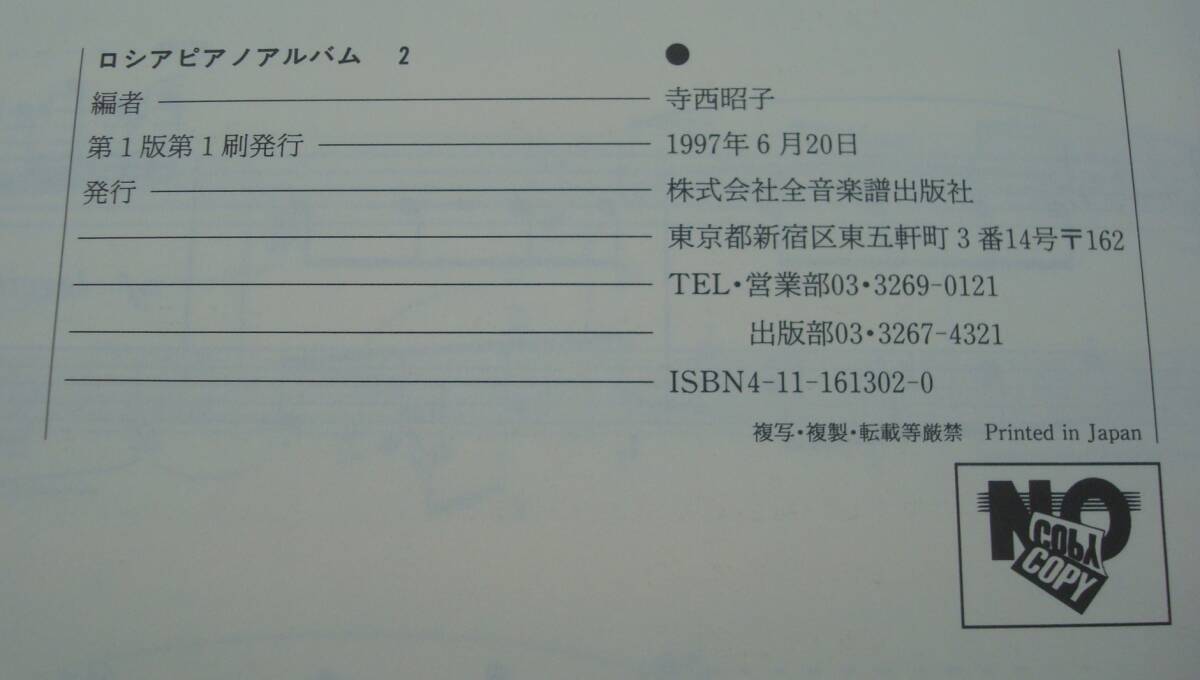 ロシアピアノアルバム 2 ●
編者 寺西昭子
第1版第1刷発行 1997年6月20日
発行 株式会社全音楽譜出版社
東京都新宿区東五軒町3番14号〒162
TEL・営業部03・3269-0121
出版部03・3267-4321
ISBN4-11-161302-0
複写・複製・転載等厳禁 Printed in Japan
NO
COPY
COPY